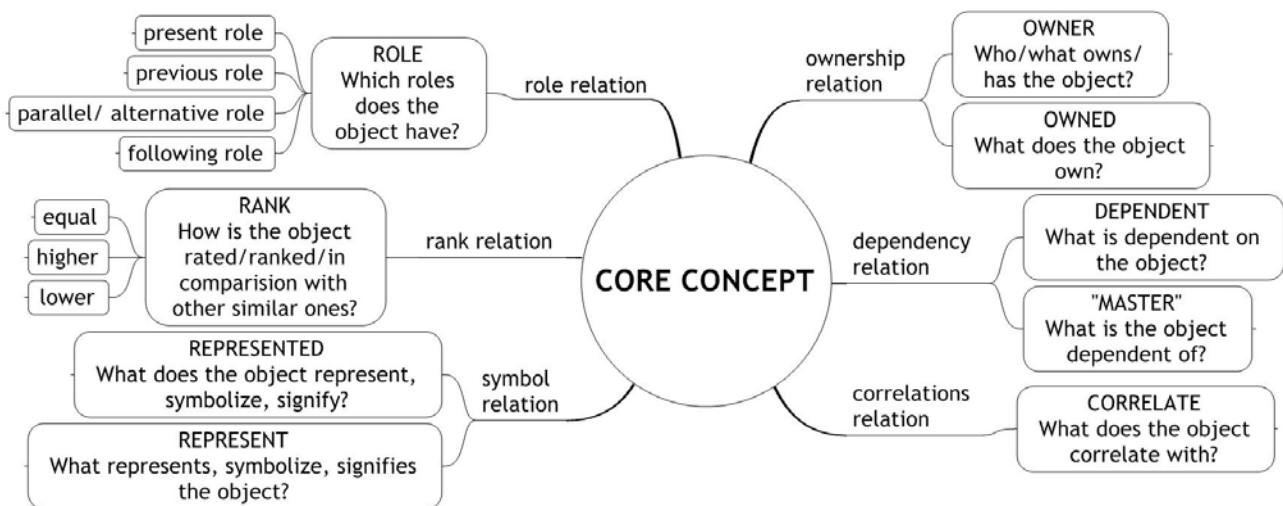 present role
previous role
parallel/ alternative role
following role
ROLE
Which roles
does the
object have?
role relation
equal
higher
lower
RANK
How is the object
rated/ranked/in
comparision with
other similar ones?
rank relation
REPRESENTED
What does the object represent,
symbolize, signify?
REPRESENT
What represents, symbolize, signifies
the object?
symbol
relation
CORE CONCEPT
ownership
relation
OWNER
Who/what owns/
has the object?
OWNED
What does the object
own?
dependency
relation
DEPENDENT
What is dependent on
the object?
"MASTER"
What is the object
dependent of?
correlations
relation
CORRELATE
What does the object
correlate with?